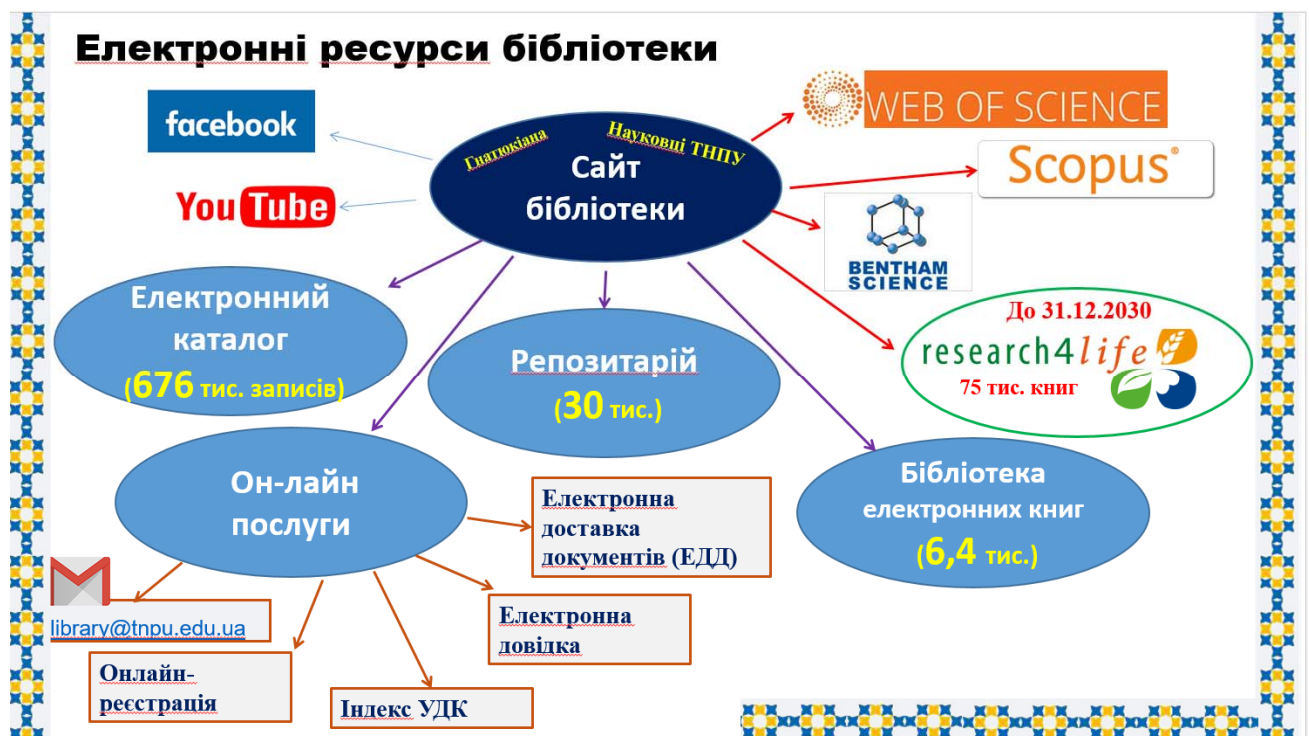 Електронні ресурси бібліотеки
facebook
YouTube
Гнатюкіана
Науковці ТНПУ
Сайт
бібліотеки
WEB OF SCIENCE
Scopus®
BENTHAM
SCIENCE
До 31.12.2030
research4life
75 тис. книг
Електронний
каталог
(676 тис. записів)
Репозитарій
(30 тис.)
Он-лайн
послуги
Бібліотека
електронних книг
(6,4 тис.)
Електронна
доставка
документів (ЕДД)
Електронна
довідка
library@tnpu.edu.ua
Онлайн-
реєстрація
Індекс УДК